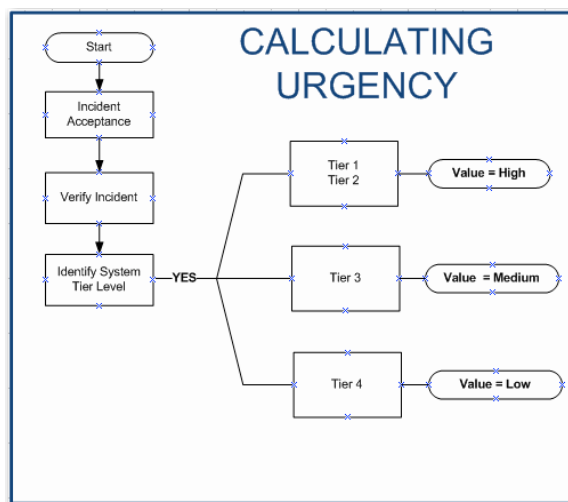 CALCULATING
URGENCY
Start
Incident
Acceptance
Verify Incident
Identify System
Tier Level
YES
Tier 1
Tier 2
Value = High
Tier 3
Value  = Medium
Tier 4
Value = Low